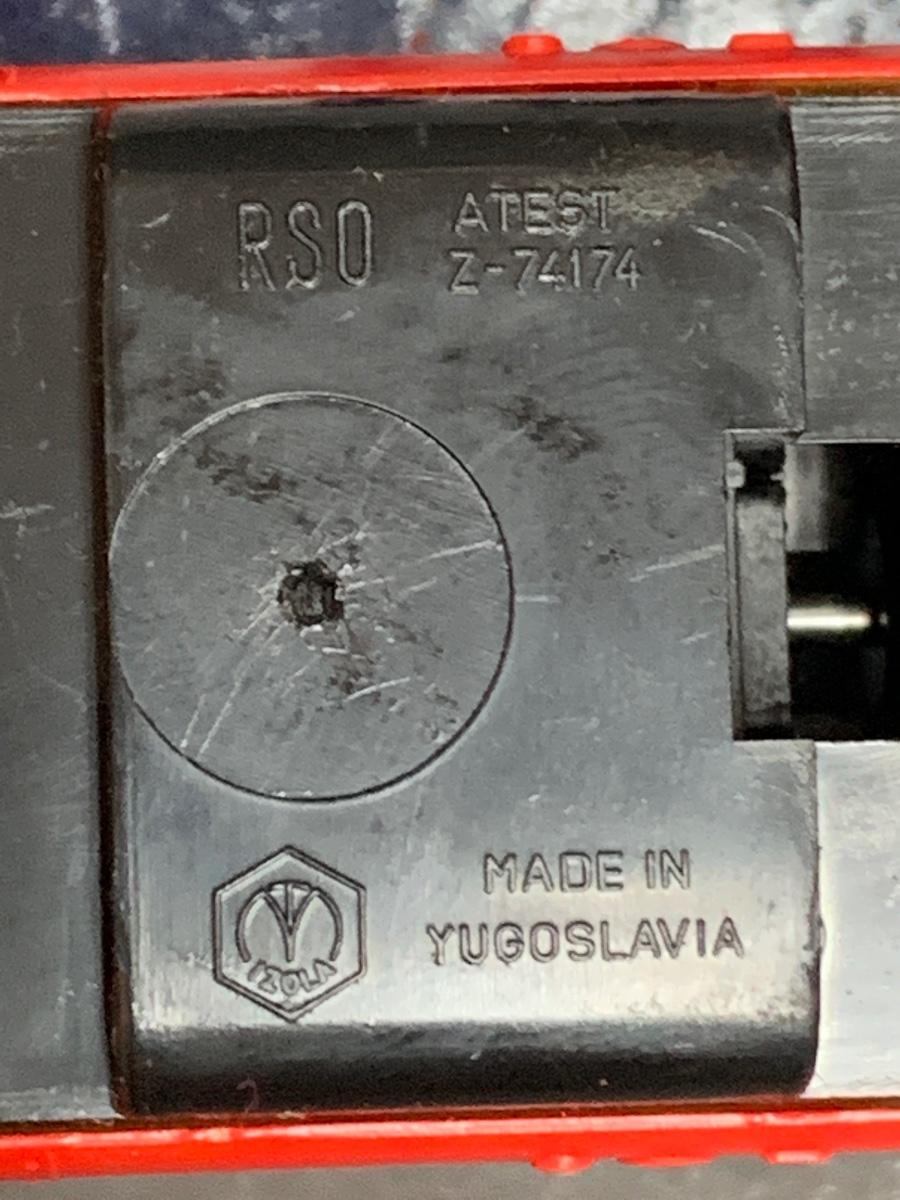 RSO
ATEST
Z-74174
IZOLA
MADE IN
YUGOSLAVIA